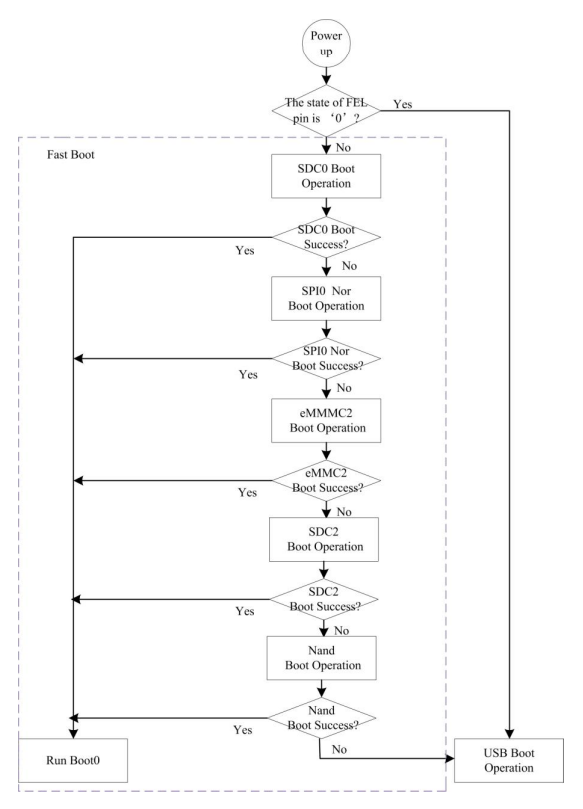 Power
up
The state of FEL
pin is ‘0’ ?
Yes
No
Fast Boot
SDC0 Boot
Operation
SDC0 Boot
Success?
Yes
No
SPI0 Nor
Boot Operation
SPI0 Nor
Boot Success?
Yes
No
eMMMC2
Boot Operation
eMMC2
Boot Success?
Yes
No
SDC2
Boot Operation
SDC2
Boot Success?
Yes
No
Nand
Boot Operation
Nand
Boot Success?
Yes
No
Run Boot0
USB Boot
Operation